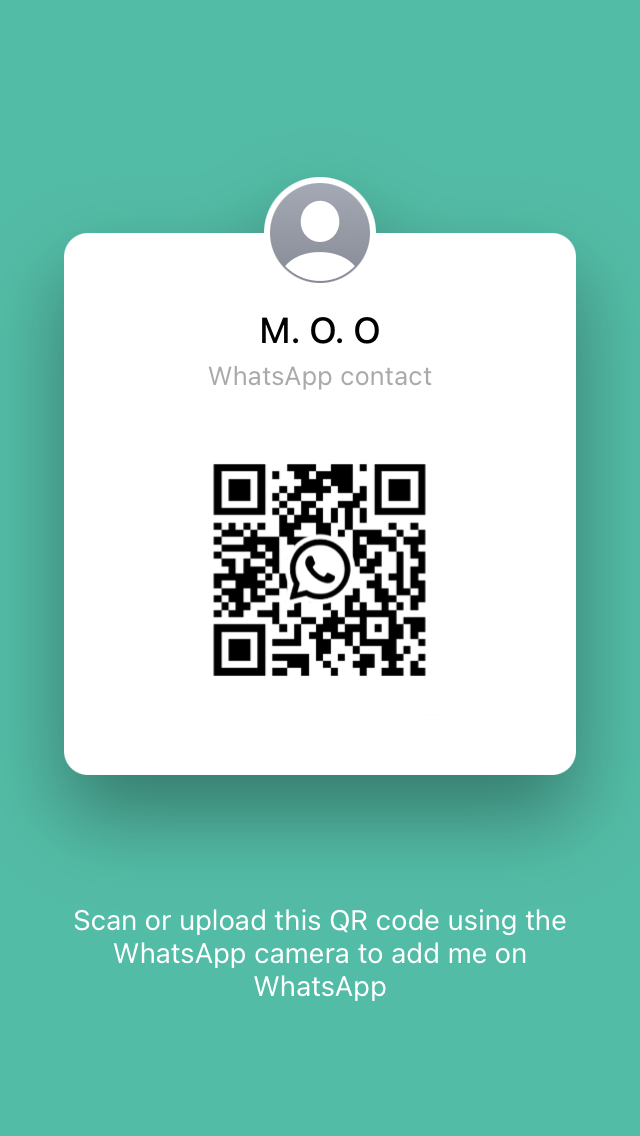 M. O. O
WhatsApp contact
Scan or upload this QR code using the
WhatsApp camera to add me on
WhatsApp